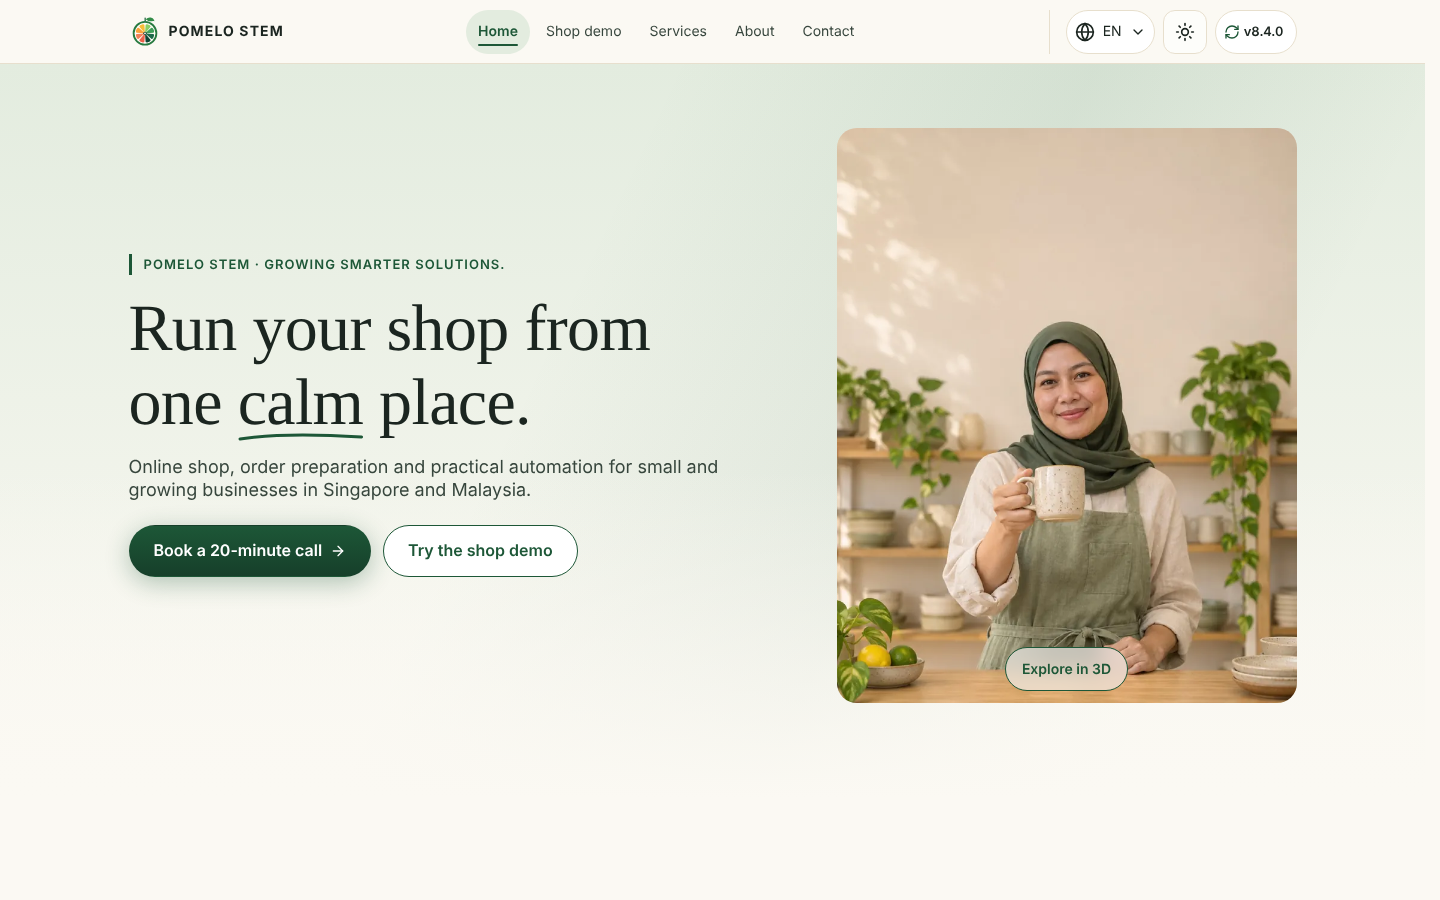 POMELO STEM
Home
Shop demo
Services
About
Contact
EN
v8.4.0
POMELO STEM · GROWING SMARTER SOLUTIONS.
Run your shop from
one calm place.
Online shop, order preparation and practical automation for small and
growing businesses in Singapore and Malaysia.
Book a 20-minute call →
Try the shop demo
Explore in 3D